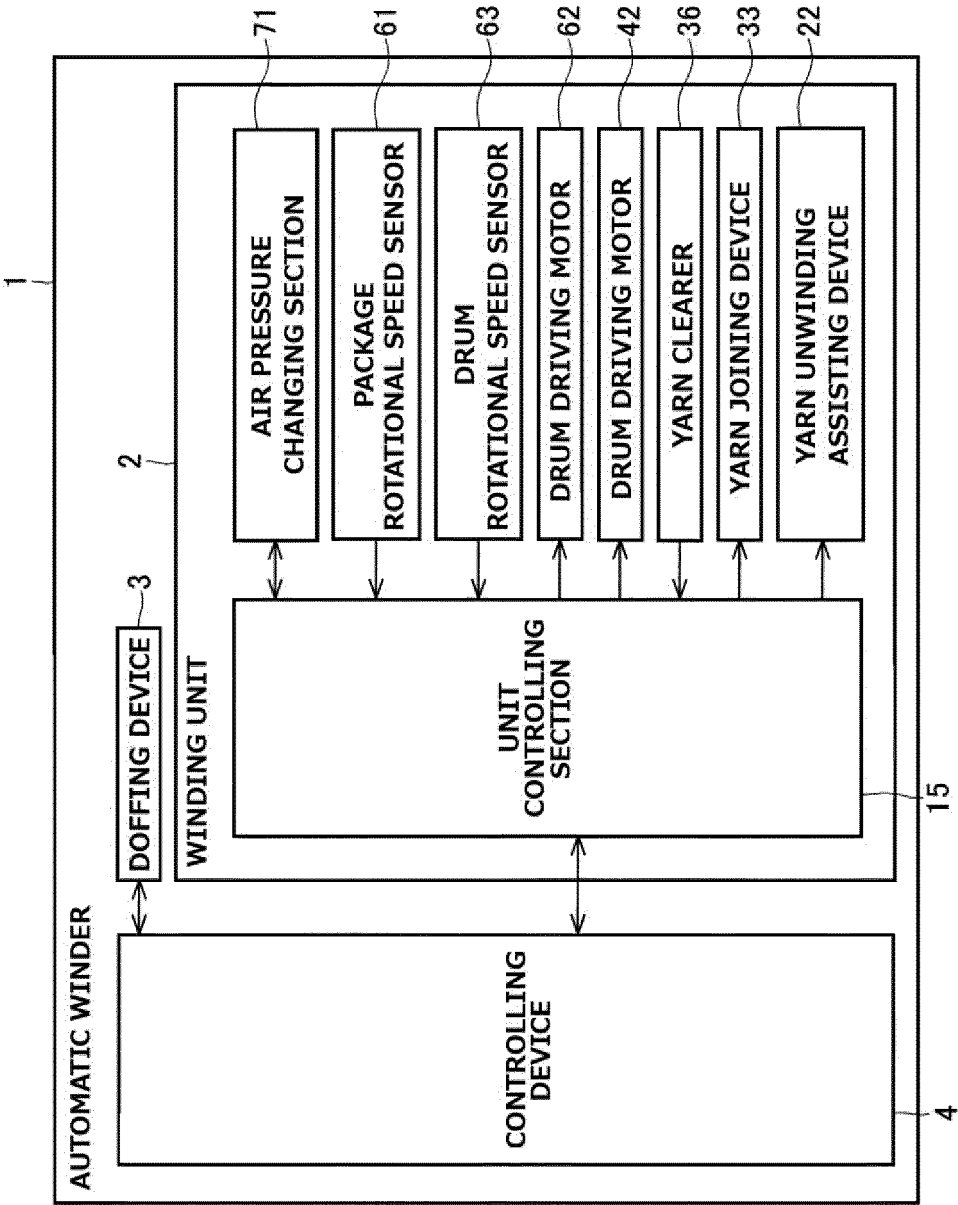 1
AUTOMATIC WINDER
2
DOFFING DEVICE
3
WINDING UNIT
AIR PRESSURE
CHANGING SECTION
71
PACKAGE
ROTATIONAL SPEED SENSOR
61
DRUM
ROTATIONAL SPEED SENSOR
63
DRUM DRIVING MOTOR
62
DRUM DRIVING MOTOR
42
YARN CLEARER
36
YARN JOINING DEVICE
33
YARN UNWINDING
ASSISTING DEVICE
22
UNIT
CONTROLLING
SECTION
15
CONTROLLING
DEVICE
4